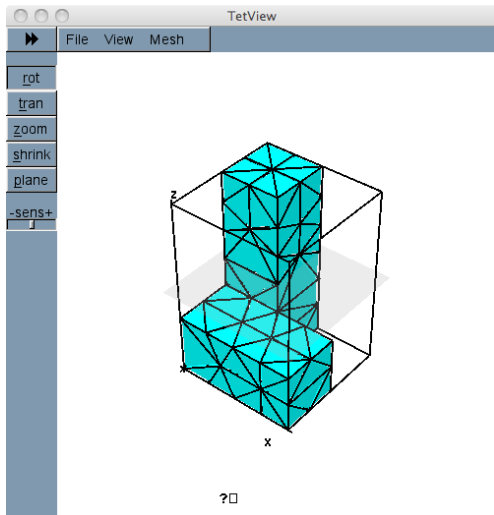 TetView
File View Mesh
rot
tran
zoom
shrink
plane
-sens+
z
x
?□